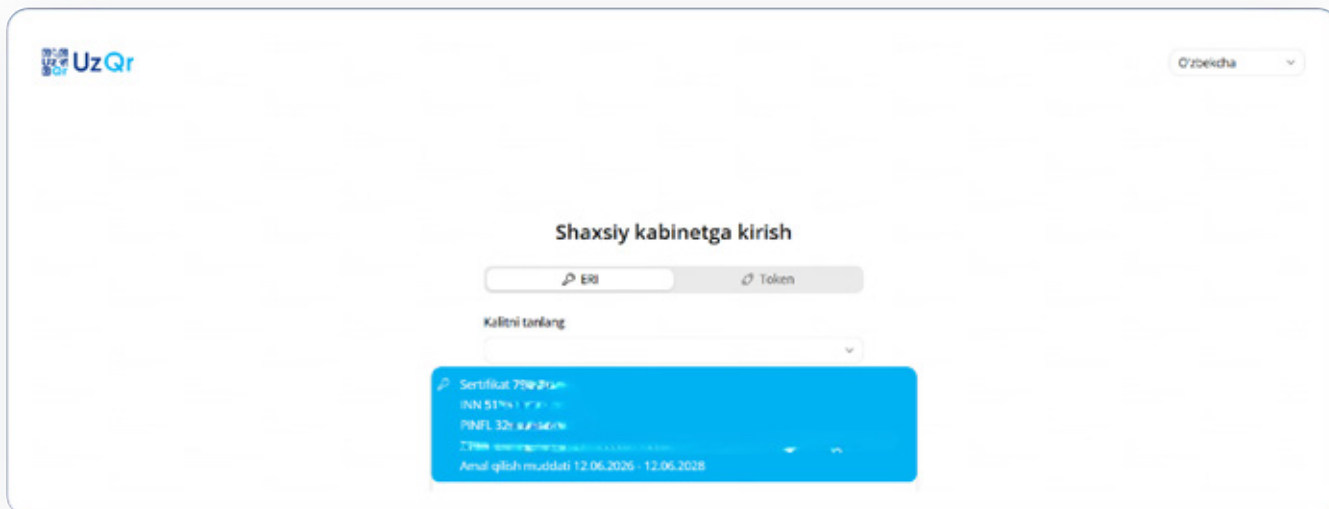 UzQr
O'zbekcha
Shaxsiy kabinetga kirish
ERI
Token
Kalitni tanlang
Sertifikat
INN
PINFL
Amal qilish muddati 12.06.2026 - 12.06.2028